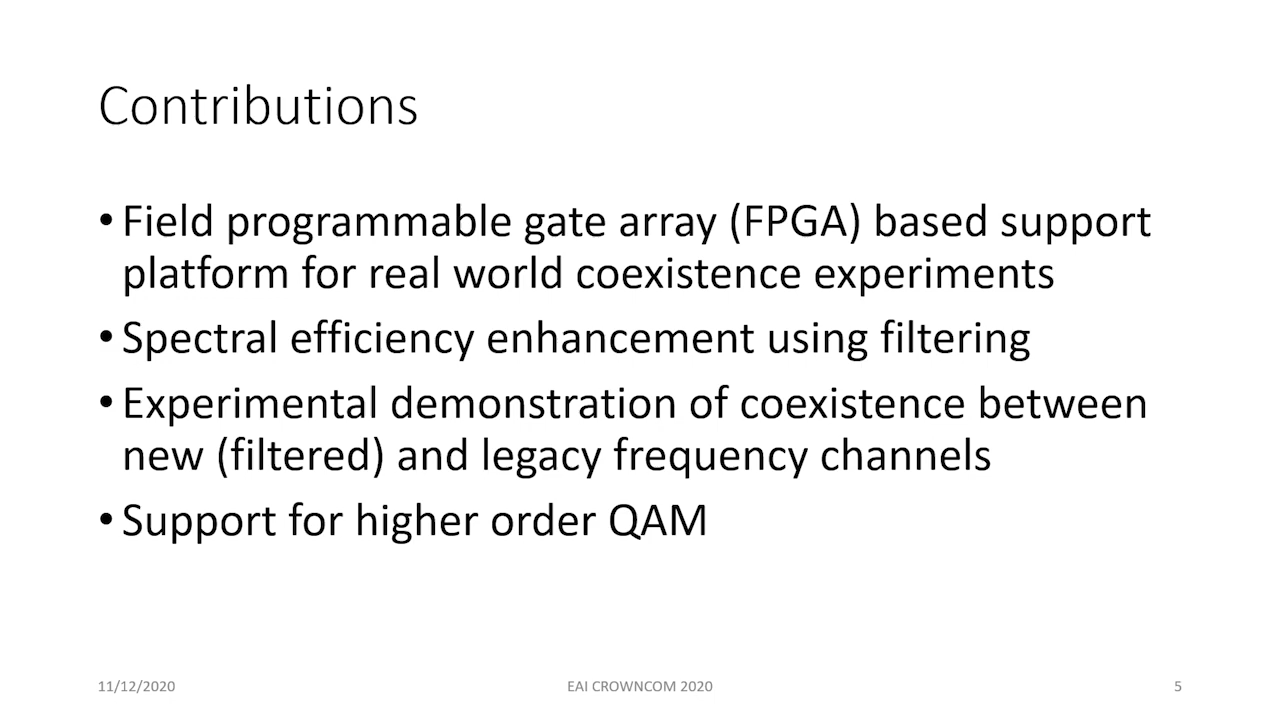 Contributions
• Field programmable gate array (FPGA) based support
platform for real world coexistence experiments
• Spectral efficiency enhancement using filtering
• Experimental demonstration of coexistence between
new (filtered) and legacy frequency channels
• Support for higher order QAM
11/12/2020
EAI CROWNCOM 2020
5